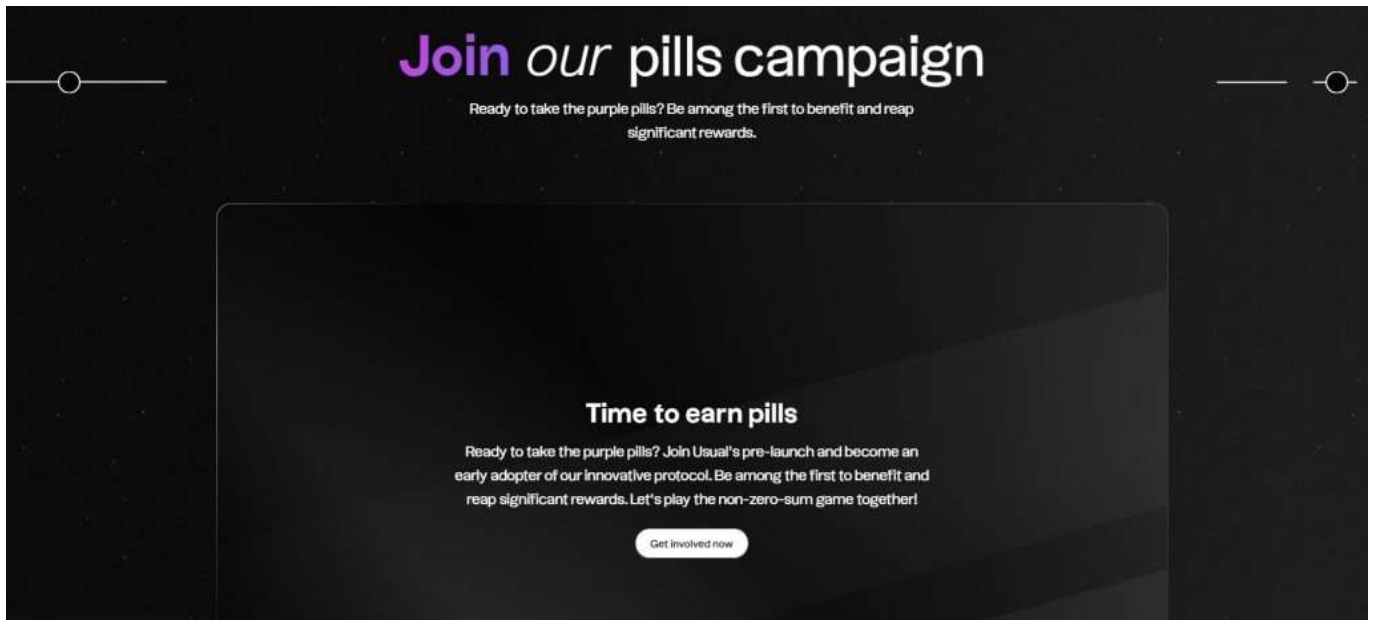 Join our pills campaign
Ready to take the purple pills? Be among the first to benefit and reap
significant rewards.
Time to earn pills
Ready to take the purple pills? Join Usual's pre-launch and become an
early adopter of our innovative protocol. Be among the first to benefit and
reap significant rewards. Let's play the non-zero-sum game together!
Get involved now